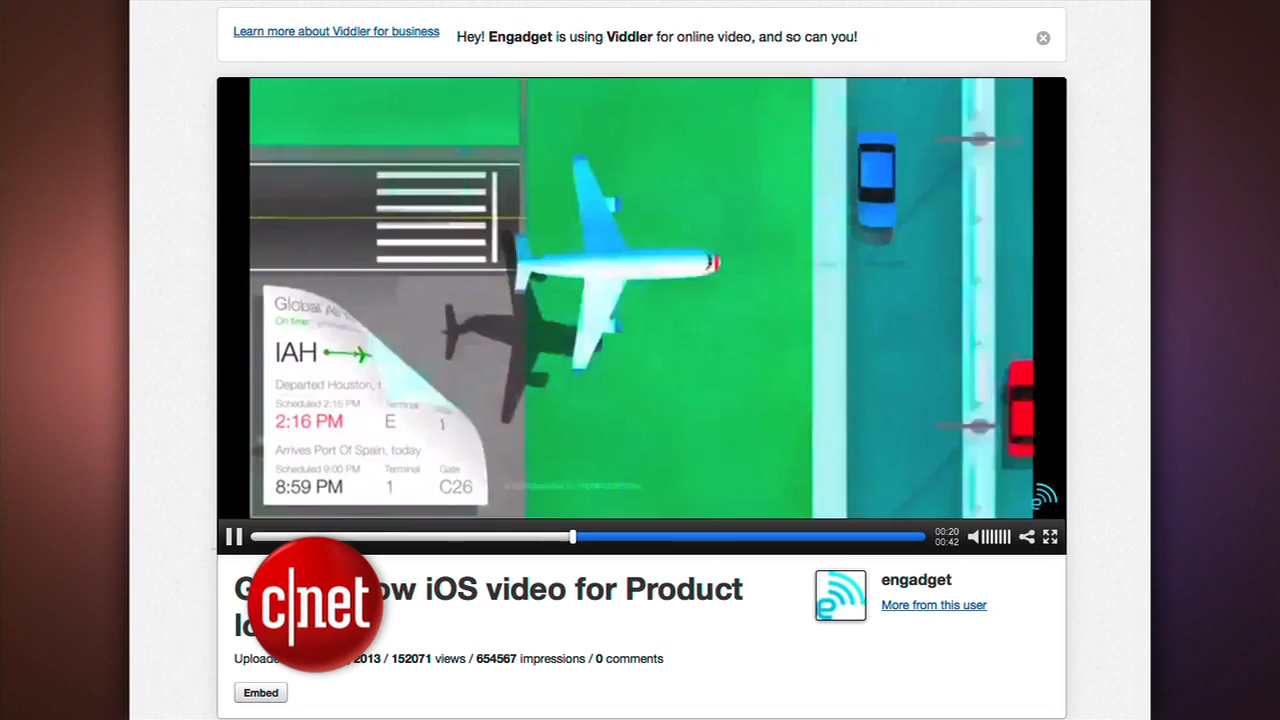 Learn more about Viddler for business
Hey! Engadget is using Viddler for online video, and so can you!
Global Air
On time
IAH
Departed Houston, t
Scheduled 2:15 PM
Terminal
2:16 PM
E
1
Arrives Port Of Spain, today
Scheduled 9:00 PM
Terminal
Gate
8:59 PM
1
C26
00:20
00:42
G
ow iOS video for Product
c|net
engadget
More from this user
Uploade
2013 / 152071 views / 654567 impressions / 0 comments
Embed